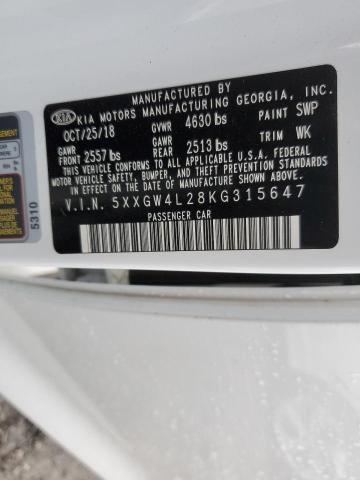 MANUFACTURED BY
KIA KIA MOTORS MANUFACTURING GEORGIA, INC.
OCT/25/18 GVWR 4630 lbs PAINT SWP
GAWR FRONT 2557 lbs GAWR REAR 2513 lbs TRIM WK
THIS VEHICLE CONFORMS TO ALL APPLICABLE U.S.A. FEDERAL
MOTOR VEHICLE SAFETY, BUMPER, AND THEFT PREVENTION
STANDARDS IN EFFECT ON THE DATE OF MANUFACTURE SHOWN ABOVE.
V.I.N. 5XXGW4L28KG315647
PASSENGER CAR
5310